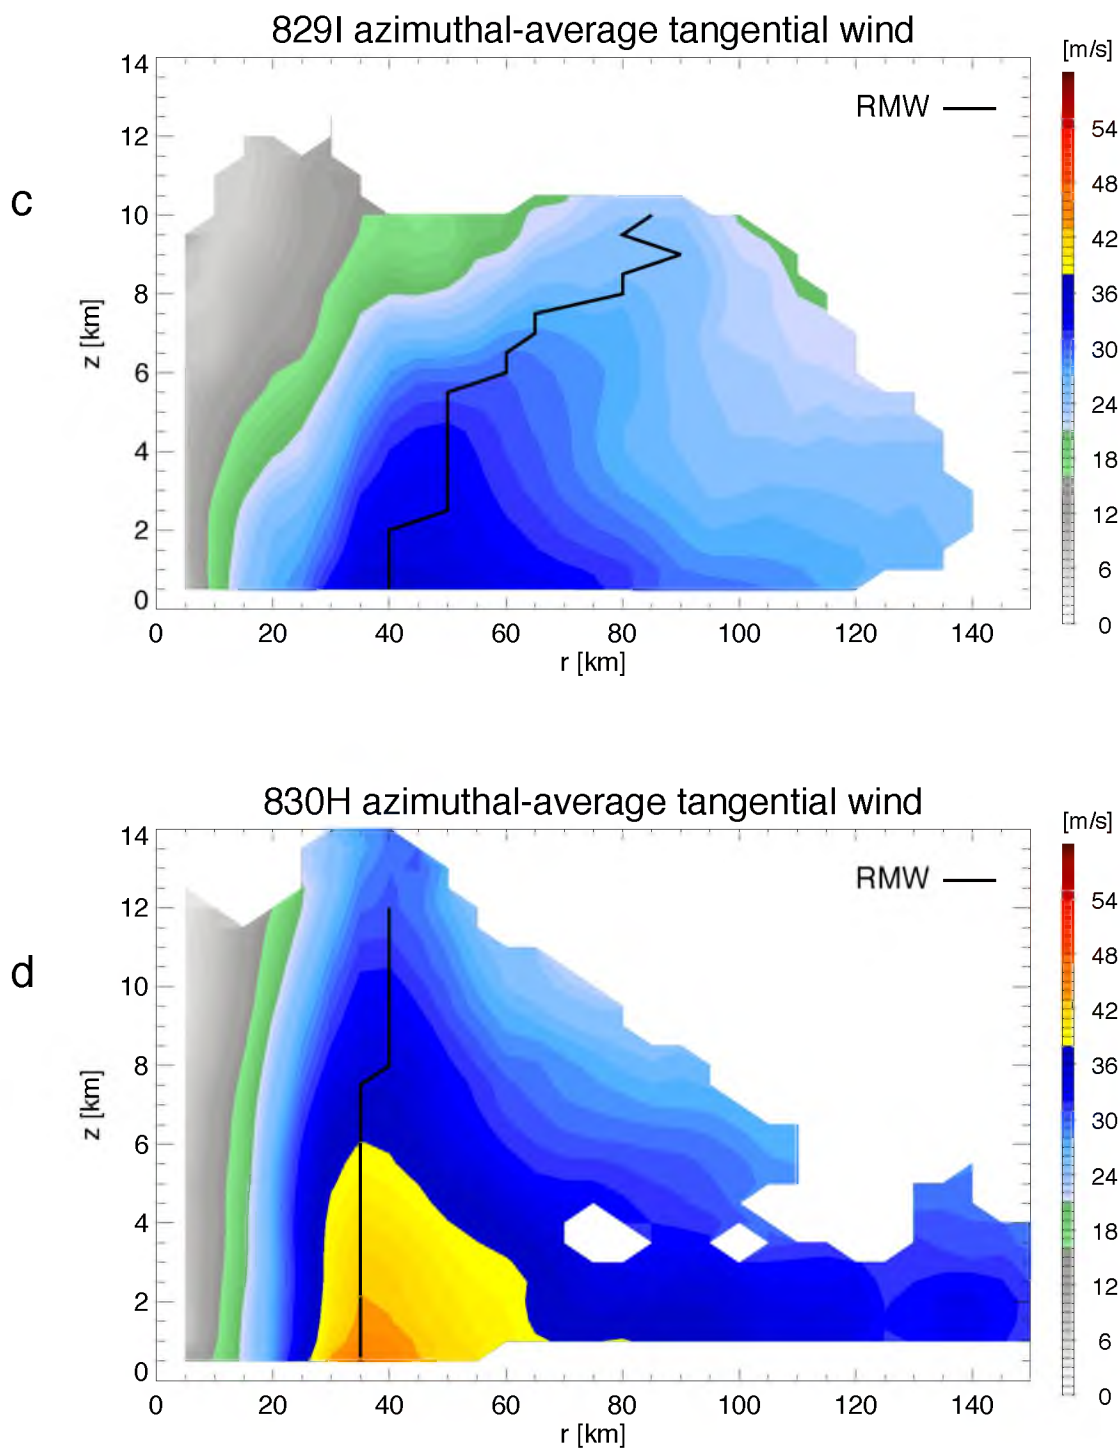 829I azimuthal-average tangential wind
[m/s]
14
12
10
8
6
4
2
0
z [km]
c
RMW
54
48
42
36
30
24
18
12
6
0
0 20 40 60 80 100 120 140
r [km]
830H azimuthal-average tangential wind
[m/s]
14
12
10
8
6
4
2
0
z [km]
d
RMW
54
48
42
36
30
24
18
12
6
0
0 20 40 60 80 100 120 140
r [km]